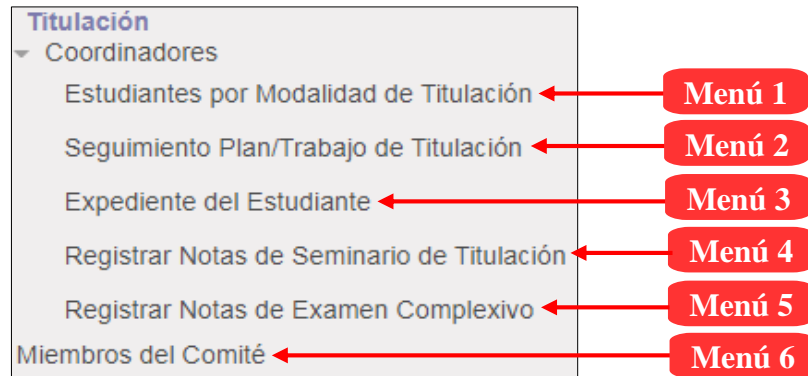 Titulación
Coordinadores
Estudiantes por Modalidad de Titulación Menú 1
Seguimiento Plan/Trabajo de Titulación Menú 2
Expediente del Estudiante Menú 3
Registrar Notas de Seminario de Titulación Menú 4
Registrar Notas de Examen Complexivo Menú 5
Miembros del Comité Menú 6